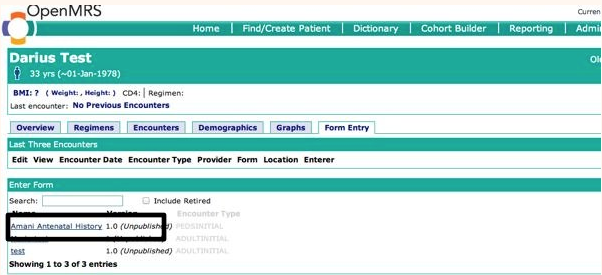 OpenMRS
Curren
Home Find/Create Patient Dictionary Cohort Builder Reporting Admi
Darius Test
Ol
33 yrs (~01-Jan-1978)
BMI: ? ( Weight: , Height: ) CD4: Regimen:
Last encounter: No Previous Encounters
Overview Regimens Encounters Demographics Graphs Form Entry
Last Three Encounters
Edit View Encounter Date Encounter Type Provider Form Location Enterer
Enter Form
Search: Include Retired
Name Version Encounter Type
Amani Antenatal History 1.0 (Unpublished) PEDSINITIAL
(Unpublished) ADULTINITIAL
test 1.0 (Unpublished) ADULTINITIAL
Showing 1 to 3 of 3 entries